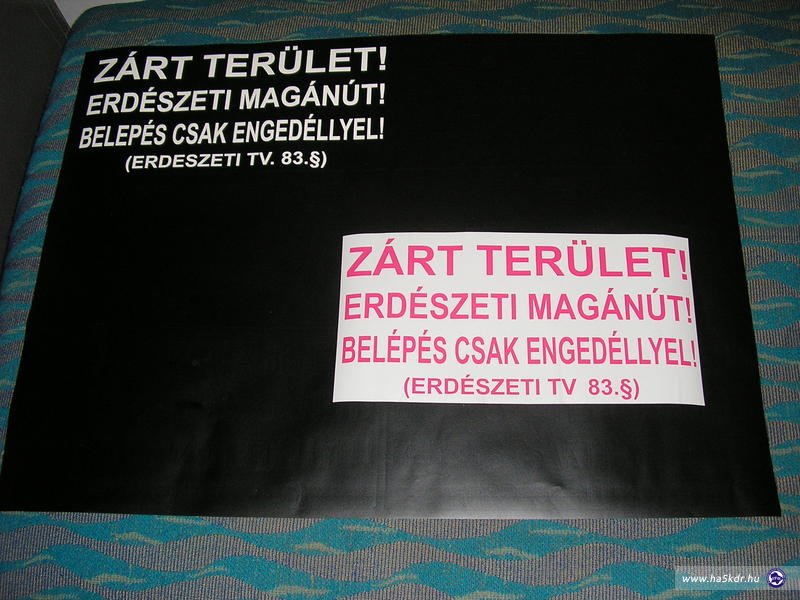 ZÁRT TERÜLET!
ERDÉSZETI MAGÁNÚT!
BELEPÉS CSAK ENGEDÉLLYEL!
(ERDESZETI TV. 83.§)
ZÁRT TERÜLET!
ERDÉSZETI MAGÁNÚT!
BELÉPÉS CSAK ENGEDÉLLYEL!
(ERDÉSZETI TV 83.§)
www.ha5kdr.hu